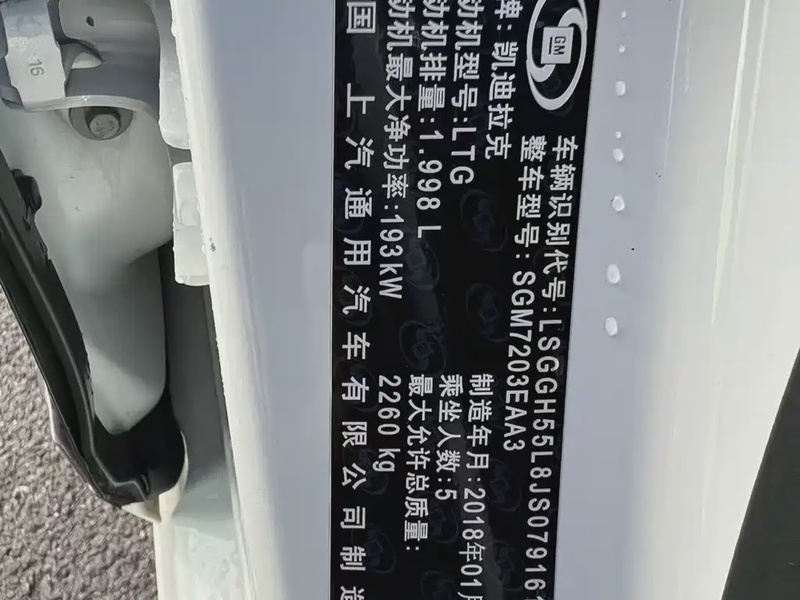 GM
车辆识别代号:LSGGH55L8JS079161
牌:凯迪拉克 整车型号:SGM7203EAA3
动机型号:LTG 制造年月:2018年01月
动机排量:1.998 L 乘坐人数:5
动机最大净功率:193kW 最大允许总质量:
2260 kg
国 上汽通用汽车有限公司制造
16